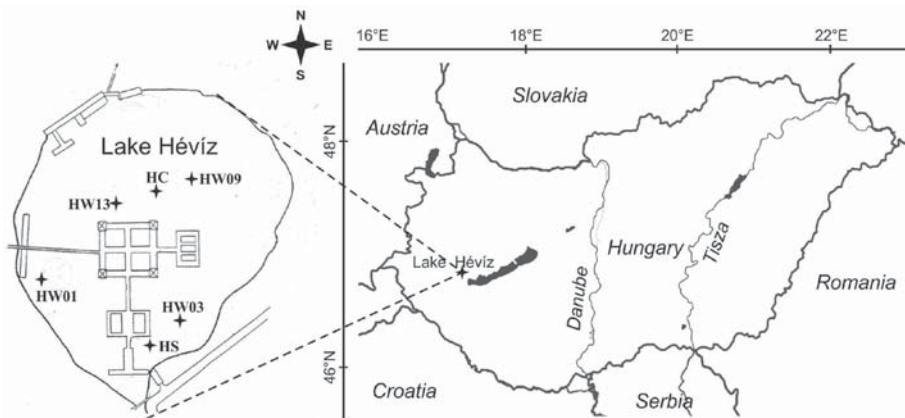 N
W E
S
Lake Hévíz
HC
HW09
HW13
HW01
HW03
HS
16°E 18°E 20°E 22°E
48°N
46°N
Slovakia
Austria
Lake Hévíz
Hungary
Danube
Tisza
Romania
Croatia
Serbia